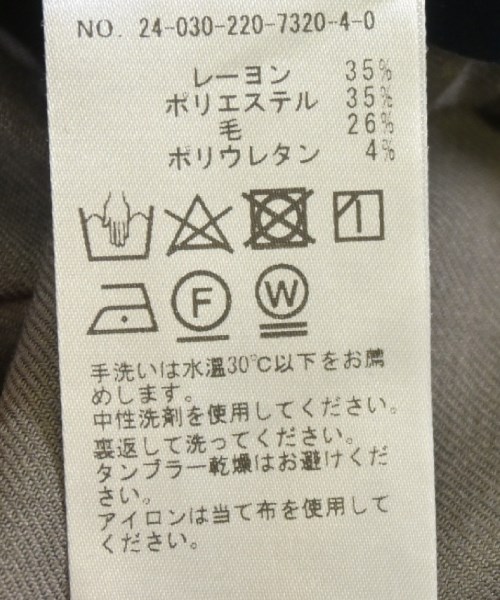 NO. 24-030-220-7320-4-0
レーヨン 35%
ポリエステル 35%
毛 26%
ポリウレタン 4%
F W
手洗いは水温30℃以下をお薦
めします。
中性洗剤を使用してください。
裏返して洗ってください。
タンブラー乾燥はお避けくだ
さい。
アイロンは当て布を使用して
ください。